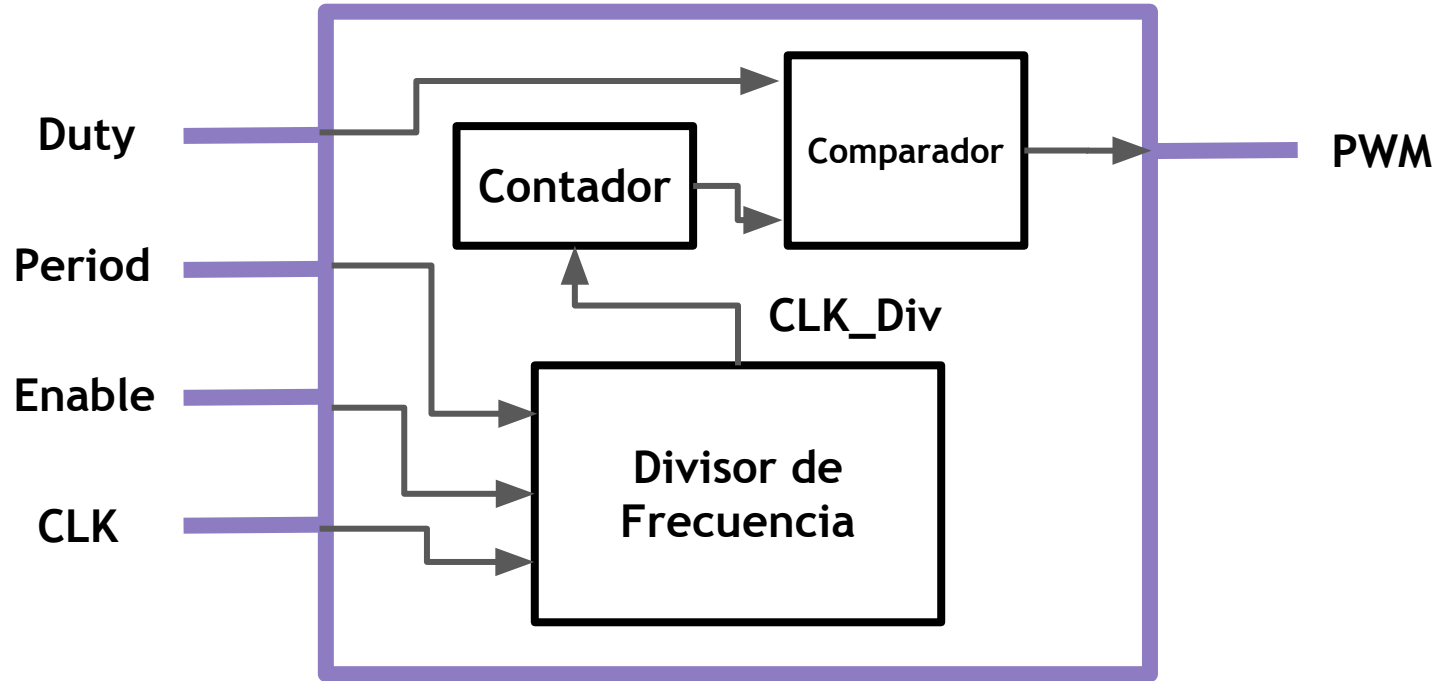 Duty
Period
Enable
CLK
Contador
Comparador
CLK_Div
Divisor de
Frecuencia
PWM